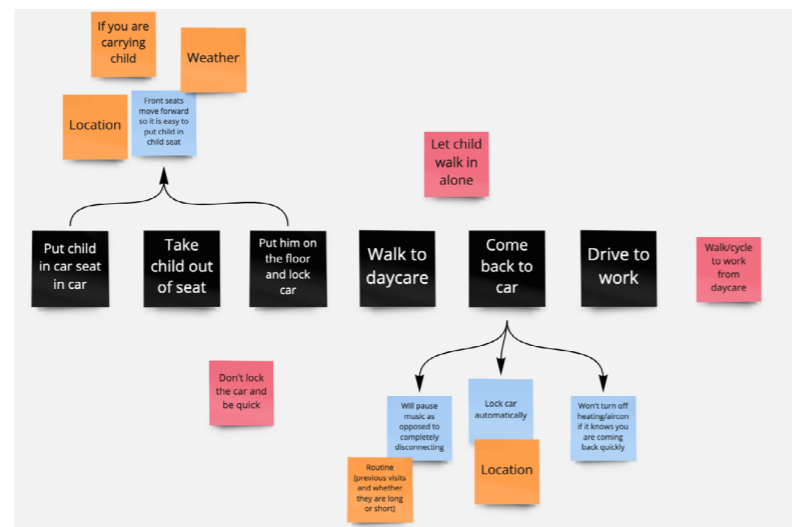 If you are
carrying
child
Weather
Location
Front seats
move forward
so it is easy to
put child in
child seat
Let child
walk in
alone
Put child
in car seat
in car
Take
child out
of seat
Put him on
the floor
and lock
car
Walk to
daycare
Come
back to
car
Drive to
work
Walk/cycle
to work
from
daycare
Don't lock
the car and
be quick
Will pause
music as
opposed to
completely
disconnecting
Lock car
automatically
Won't turn off
heating/aircon
if it knows you
are coming
back quickly
Routine
(previous visits
and whether
they are long
or short)
Location